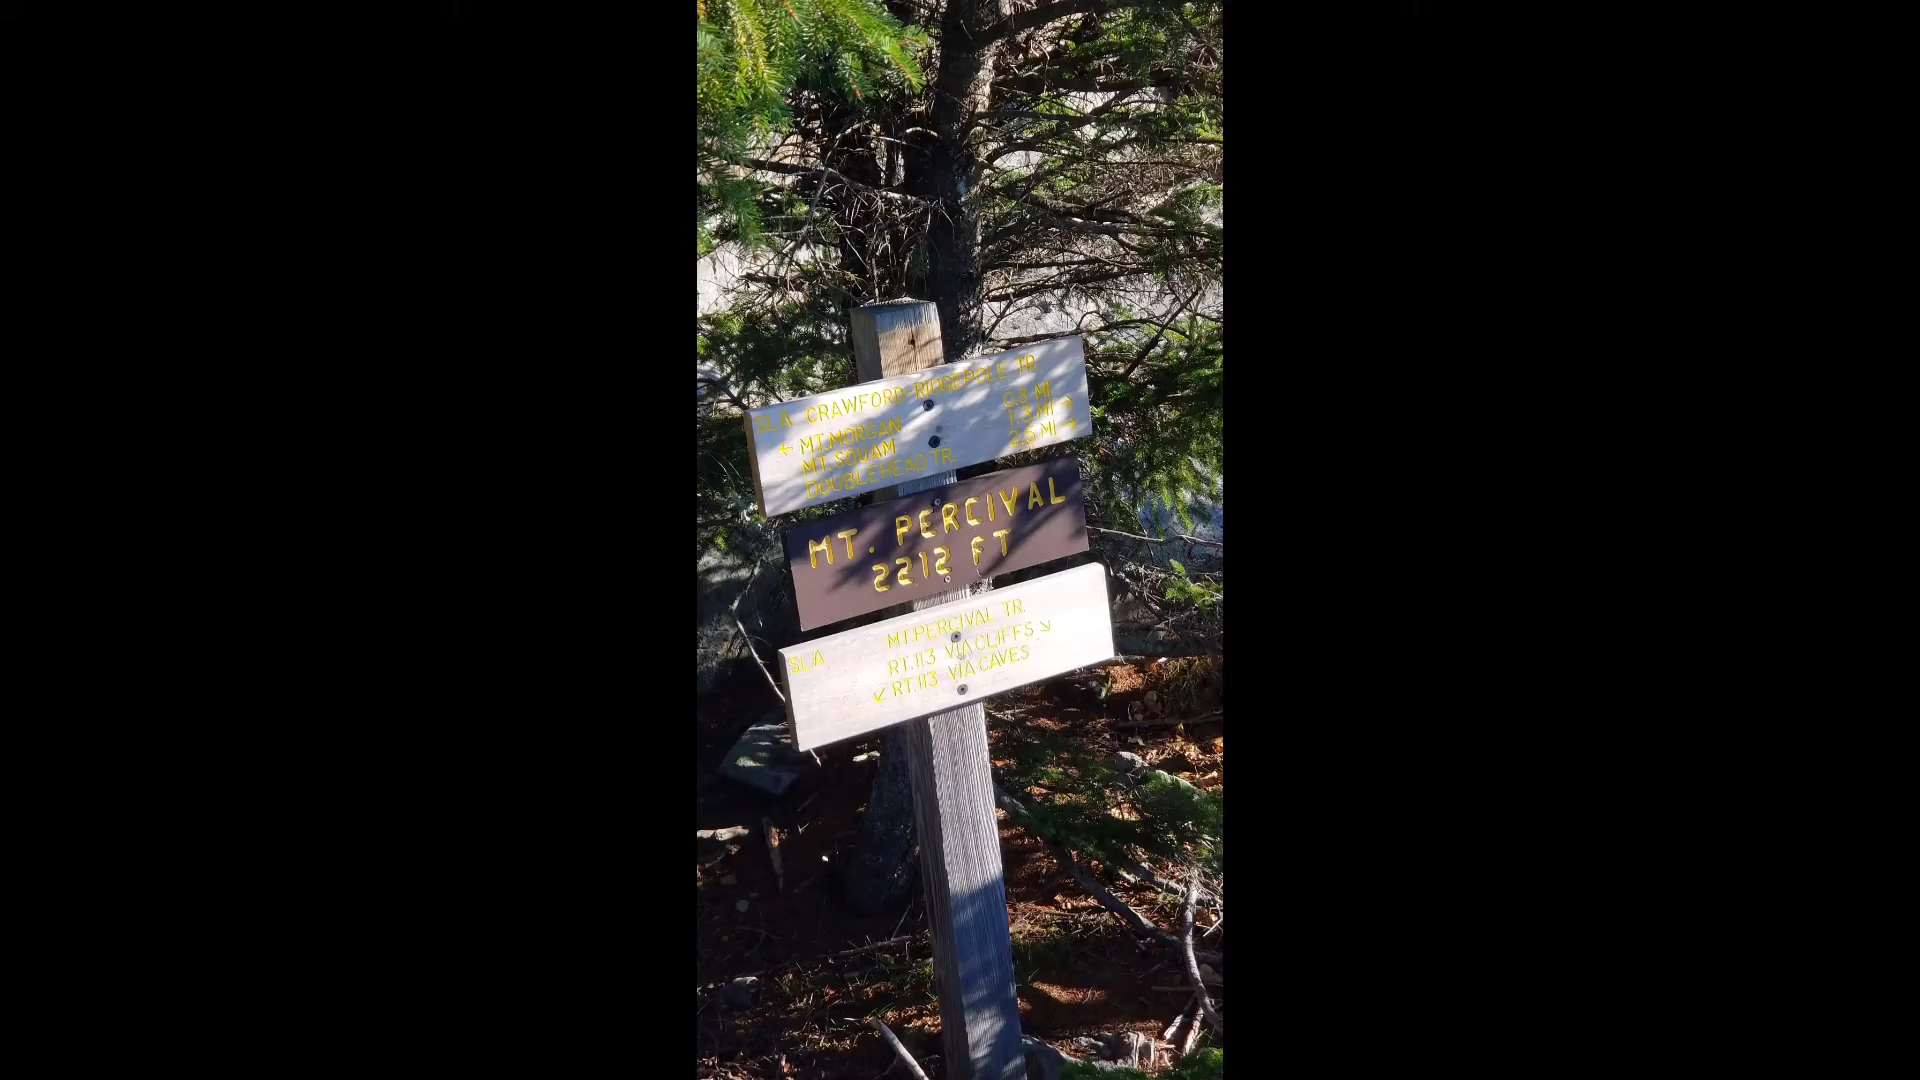 SLA CRAWFORD-RIDGEPOLE TR.
← MT.MORGAN 0.8 MI
MT.SQUAM 1.3 MI →
DOUBLEHEAD TR. 2.6 MI →
MT. PERCIVAL
2212 FT
SLA MT.PERCIVAL TR.
RT.113 VIA CLIFFS ↘
↙ RT.113 VIA CAVES